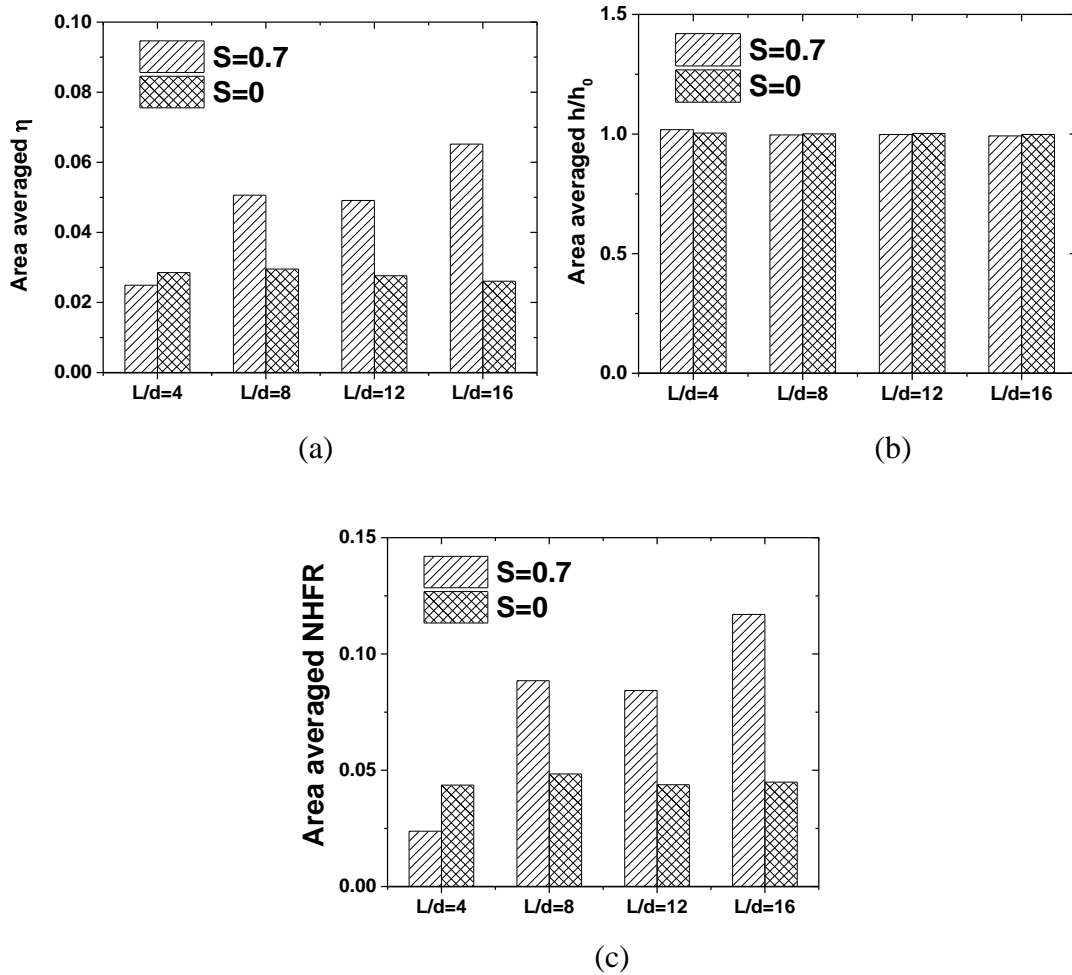 0.10
0.08
0.06
0.04
0.02
0.00
Area averaged η
S=0.7
S=0
L/d=4 L/d=8 L/d=12 L/d=16
(a)
1.5
1.0
0.5
0.0
Area averaged h/h₀
S=0.7
S=0
L/d=4 L/d=8 L/d=12 L/d=16
(b)
0.15
0.10
0.05
0.00
Area averaged NHFR
S=0.7
S=0
L/d=4 L/d=8 L/d=12 L/d=16
(c)